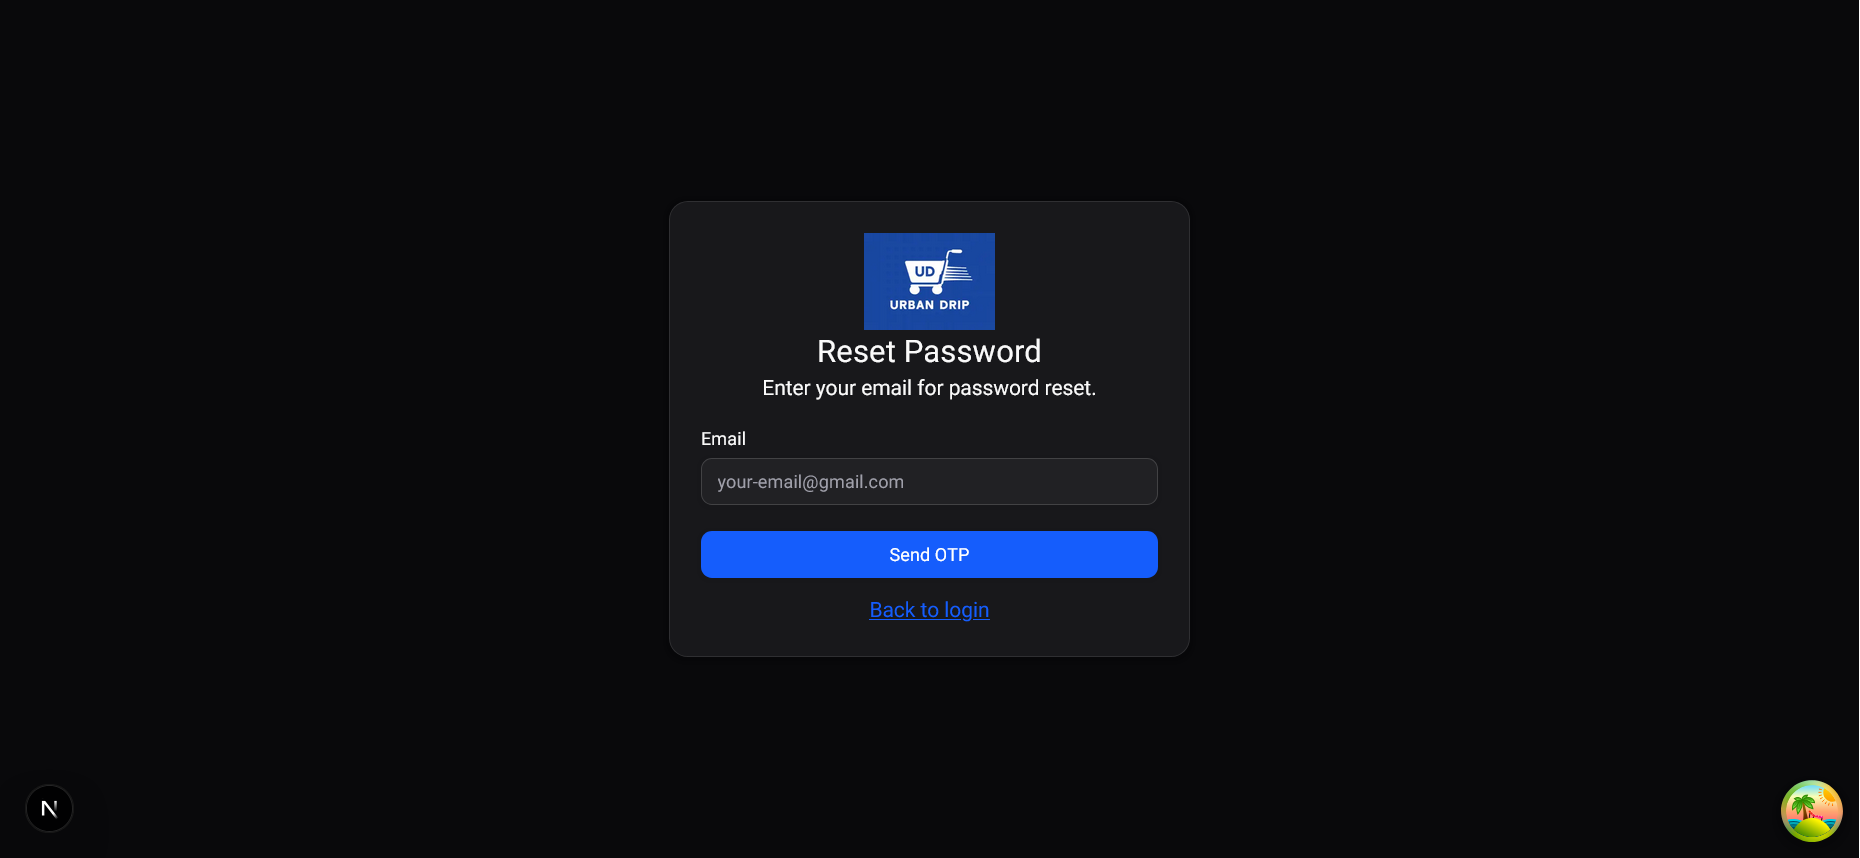 UD
URBAN DRIP
Reset Password
Enter your email for password reset.
Email
your-email@gmail.com
Send OTP
Back to login
N